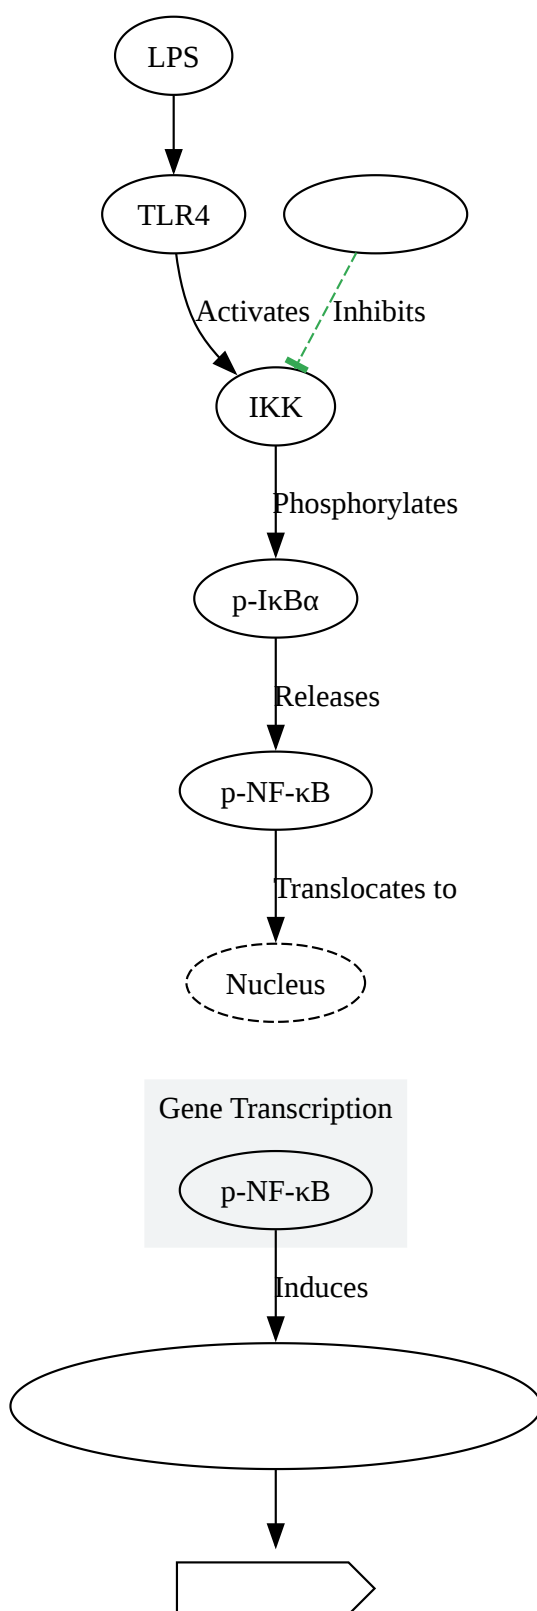 LPS
TLR4
Activates
Inhibits
IKK
Phosphorylates
p-IκBα
Releases
p-NF-κB
Translocates to
Nucleus
Gene Transcription
p-NF-κB
Induces